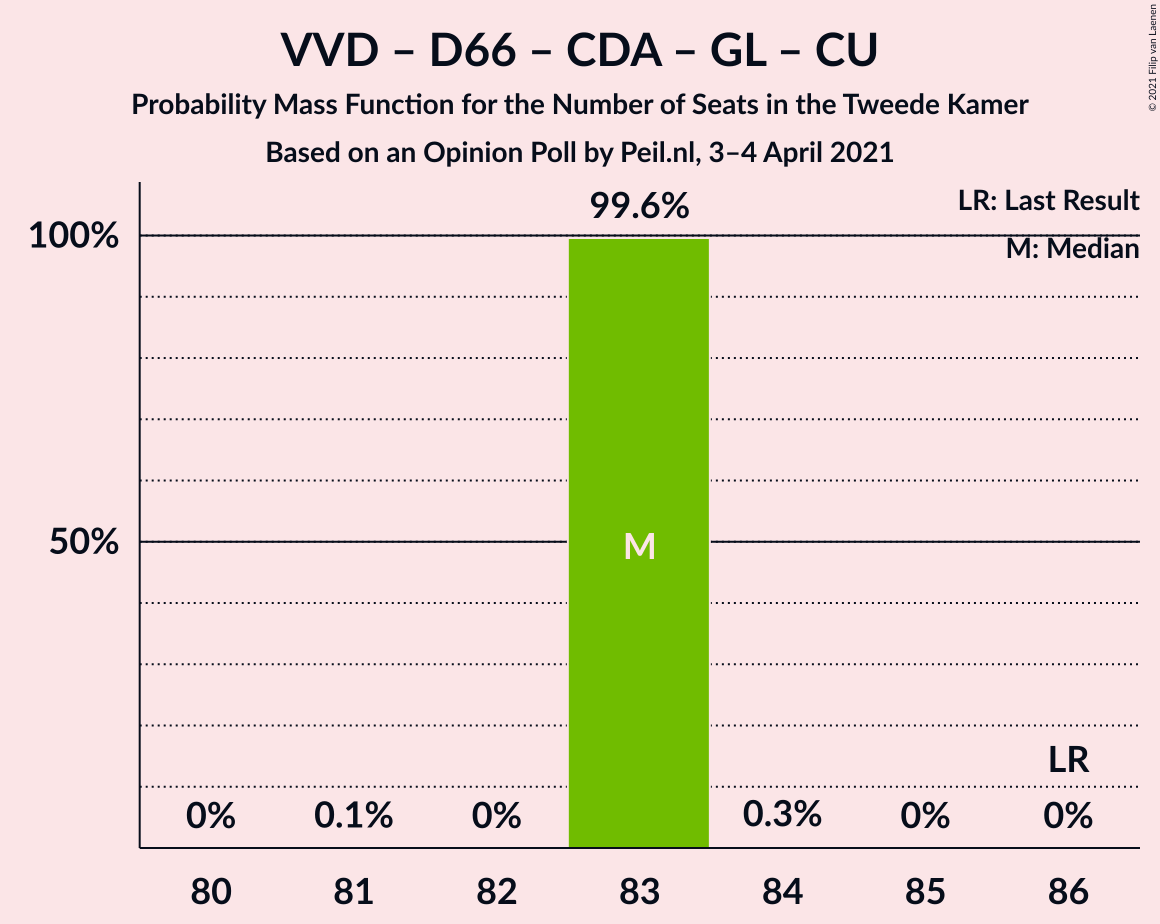 VVD – D66 – CDA – GL – CU
Probability Mass Function for the Number of Seats in the Tweede Kamer
Based on an Opinion Poll by Peil.nl, 3–4 April 2021
© 2021 Filip van Laenen
LR: Last Result
M: Median
99.6%
100%
50%
M
LR
0%
0.1%
0%
0.3%
0%
0%
80
81
82
83
84
85
86